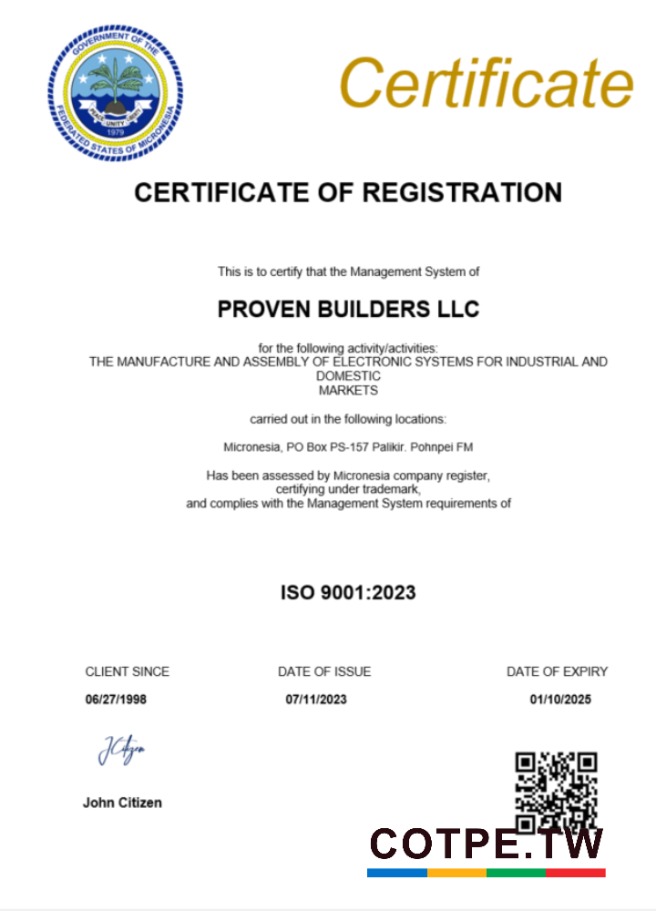 GOVERNMENT OF THE
FEDERATED STATES OF MICRONESIA
PEACE UNITY LIBERTY
1979
Certificate
CERTIFICATE OF REGISTRATION
This is to certify that the Management System of
PROVEN BUILDERS LLC
for the following activity/activities:
THE MANUFACTURE AND ASSEMBLY OF ELECTRONIC SYSTEMS FOR INDUSTRIAL AND
DOMESTIC
MARKETS
carried out in the following locations:
Micronesia, PO Box PS-157 Palikir. Pohnpei FM
Has been assessed by Micronesia company register,
certifying under trademark,
and complies with the Management System requirements of
ISO 9001:2023
CLIENT SINCE DATE OF ISSUE DATE OF EXPIRY
06/27/1998 07/11/2023 01/10/2025
JCitizen
John Citizen
COTPE.TW